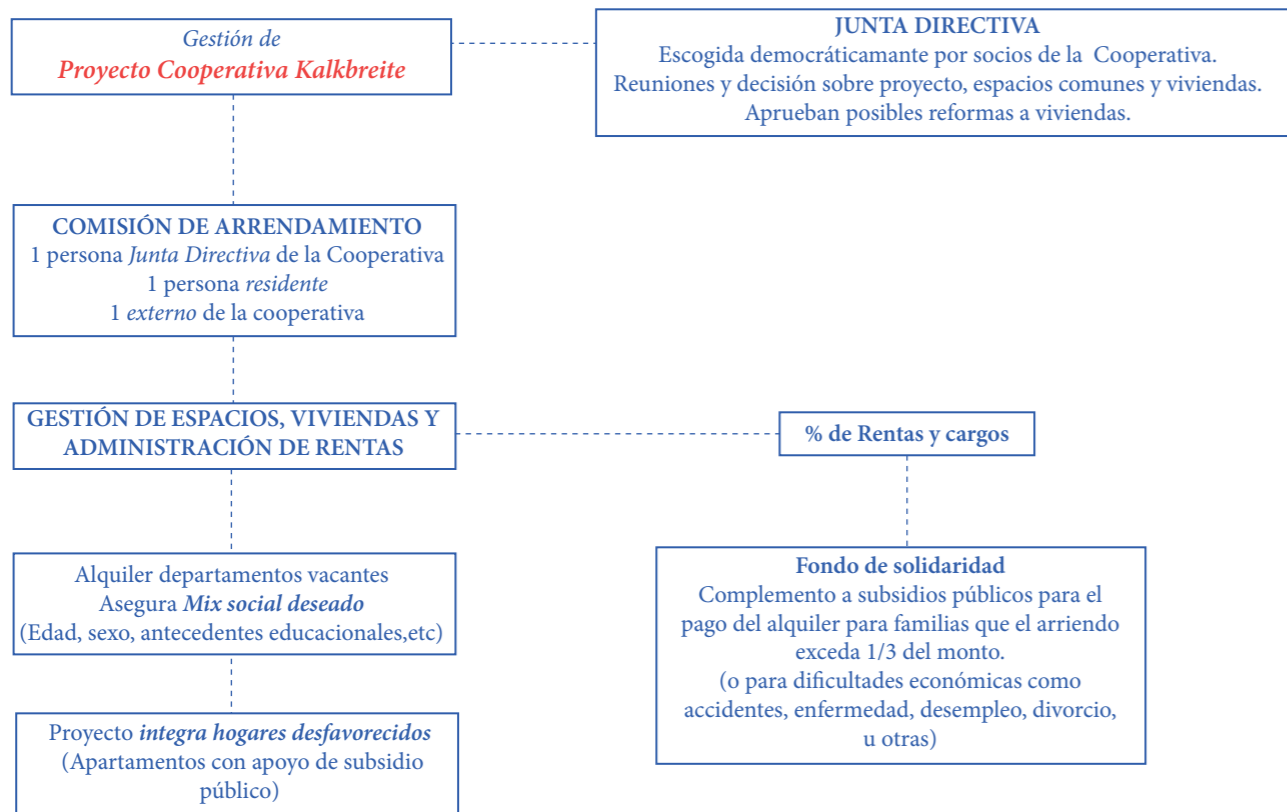 Gestión de
Proyecto Cooperativa Kalkbreite
JUNTA DIRECTIVA
Escogida democráticamante por socios de la Cooperativa.
Reuniones y decisión sobre proyecto, espacios comunes y viviendas.
Aprueban posibles reformas a viviendas.
COMISIÓN DE ARRENDAMIENTO
1 persona Junta Directiva de la Cooperativa
1 persona residente
1 externo de la cooperativa
GESTIÓN DE ESPACIOS, VIVIENDAS Y
ADMINISTRACIÓN DE RENTAS
% de Rentas y cargos
Alquiler departamentos vacantes
Asegura Mix social deseado
(Edad, sexo, antecedentes educacionales,etc)
Fondo de solidaridad
Complemento a subsidios públicos para el
pago del alquiler para familias que el arriendo
exceda 1/3 del monto.
(o para dificultades económicas como
accidentes, enfermedad, desempleo, divorcio,
u otras)
Proyecto integra hogares desfavorecidos
(Apartamentos con apoyo de subsidio
público)